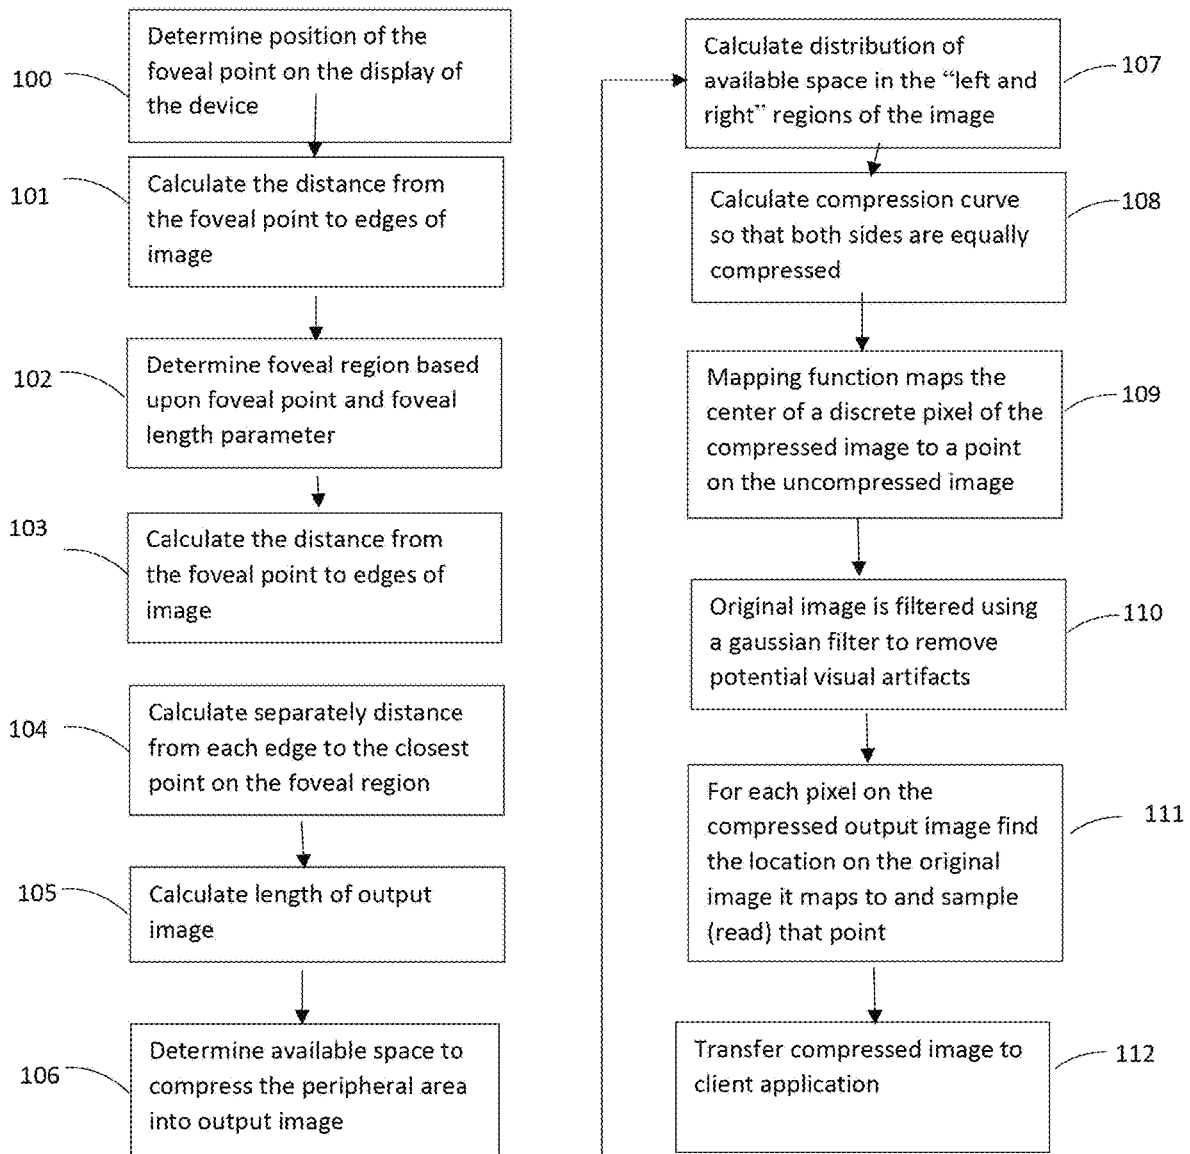 100
Determine position of the
foveal point on the display of
the device
101
Calculate the distance from
the foveal point to edges of
image
102
Determine foveal region based
upon foveal point and foveal
length parameter
103
Calculate the distance from
the foveal point to edges of
image
104
Calculate separately distance
from each edge to the closest
point on the foveal region
105
Calculate length of output
image
106
Determine available space to
compress the peripheral area
into output image
Calculate distribution of
available space in the “left and
right” regions of the image
107
Calculate compression curve
so that both sides are equally
compressed
108
Mapping function maps the
center of a discrete pixel of the
compressed image to a point
on the uncompressed image
109
Original image is filtered using
a gaussian filter to remove
potential visual artifacts
110
For each pixel on the
compressed output image find
the location on the original
image it maps to and sample
(read) that point
111
Transfer compressed image to
client application
112